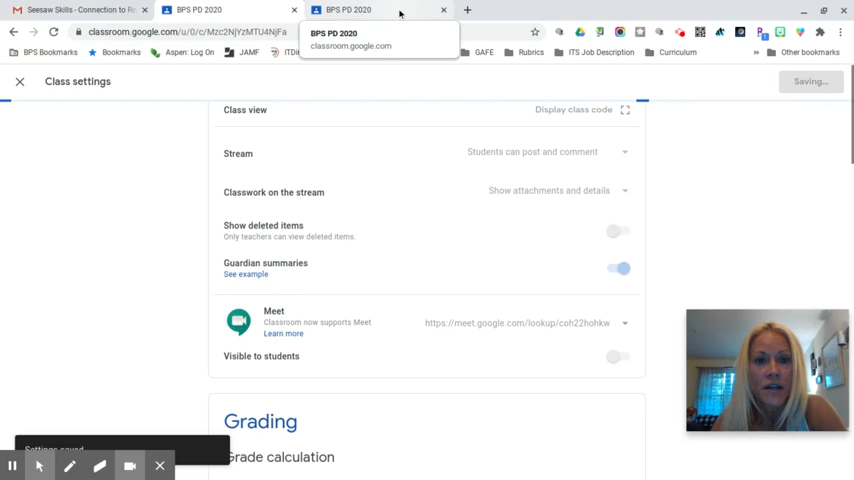 Seesaw Skills - Connection to Re
BPS PD 2020
BPS PD 2020
classroom.google.com/u/0/c/Mzc2NjYzMTU4NjFa
BPS PD 2020
classroom.google.com
BPS Bookmarks
Bookmarks
Aspen: Log On
JAMF
ITDi
GAFE
Rubrics
ITS Job Description
Curriculum
Other bookmarks
Class settings
Saving...
Class view
Display class code
Stream
Students can post and comment
Classwork on the stream
Show attachments and details
Show deleted items
Only teachers can view deleted items.
Guardian summaries
See example
Meet
Classroom now supports Meet
https://meet.google.com/lookup/coh22hohkw
Learn more
Visible to students
Grading
Settings saved
Grade calculation